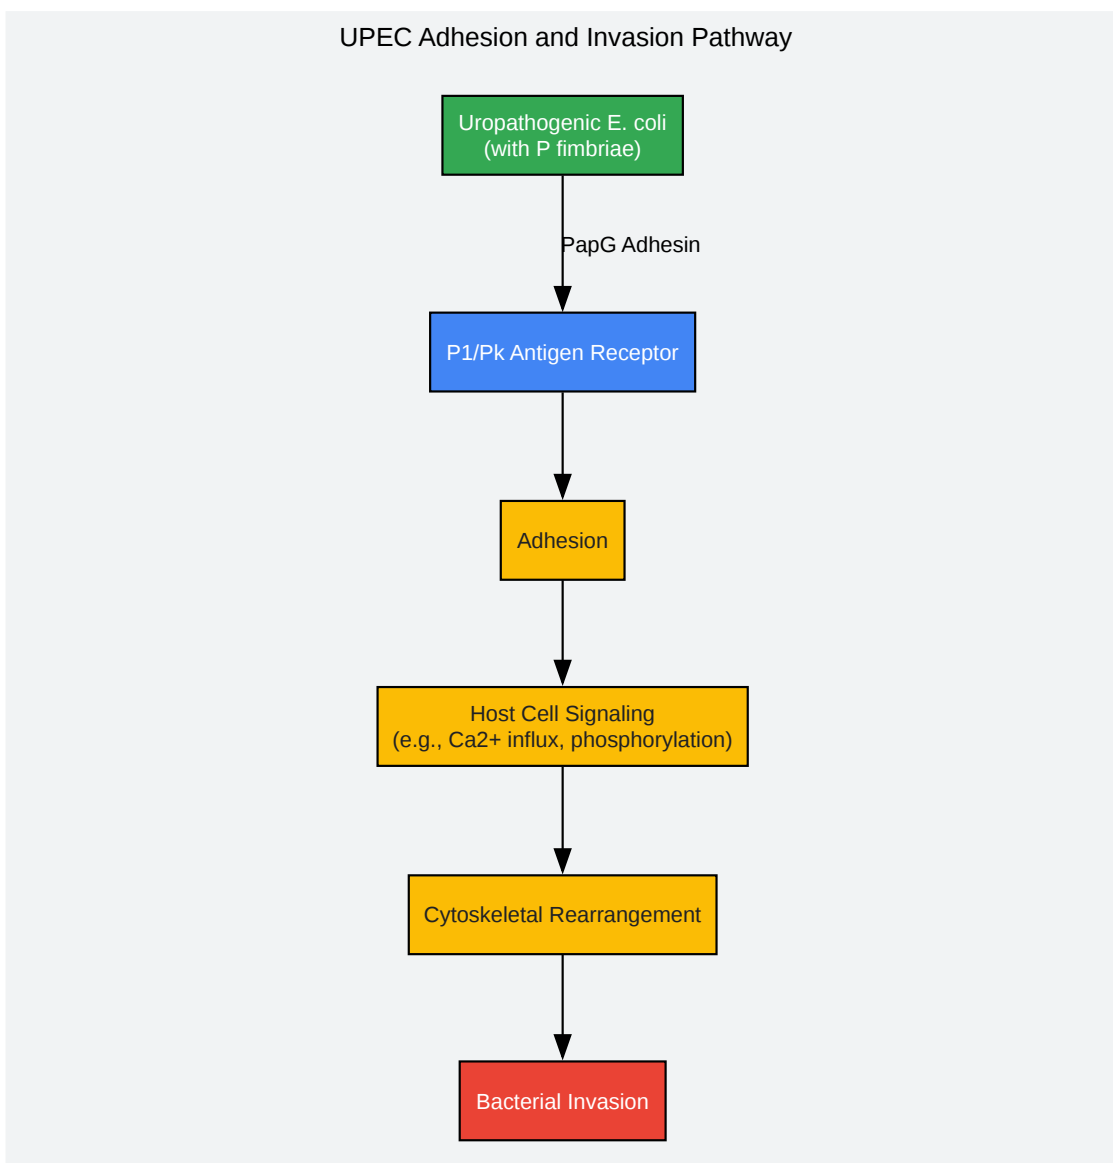 UPEC Adhesion and Invasion Pathway
Uropathogenic E. coli
(with P fimbriae)
PapG Adhesin
P1/Pk Antigen Receptor
Adhesion
Host Cell Signaling
(e.g., Ca2+ influx, phosphorylation)
Cytoskeletal Rearrangement
Bacterial Invasion